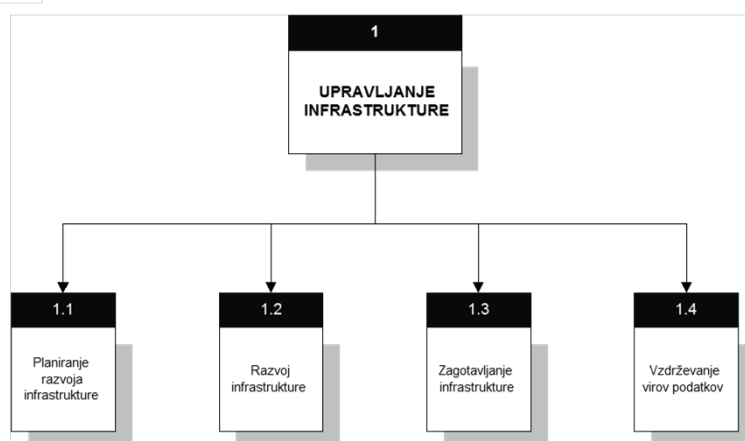 1
UPRAVLJANJE
INFRASTRUKTURE
1.1
Planiranje
razvoja
infrastrukture
1.2
Razvoj
infrastrukture
1.3
Zagotavljanje
infrastrukture
1.4
Vzdrževanje
virov podatkov